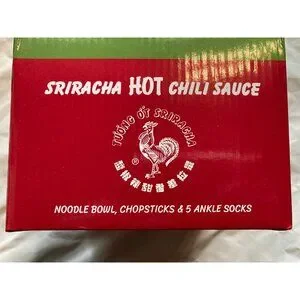 SRIRACHA HOT CHILI SAUCE
TƯƠNG ỚT SRIRACHA
®
NOODLE BOWL, CHOPSTICKS & 5 ANKLE SOCKS